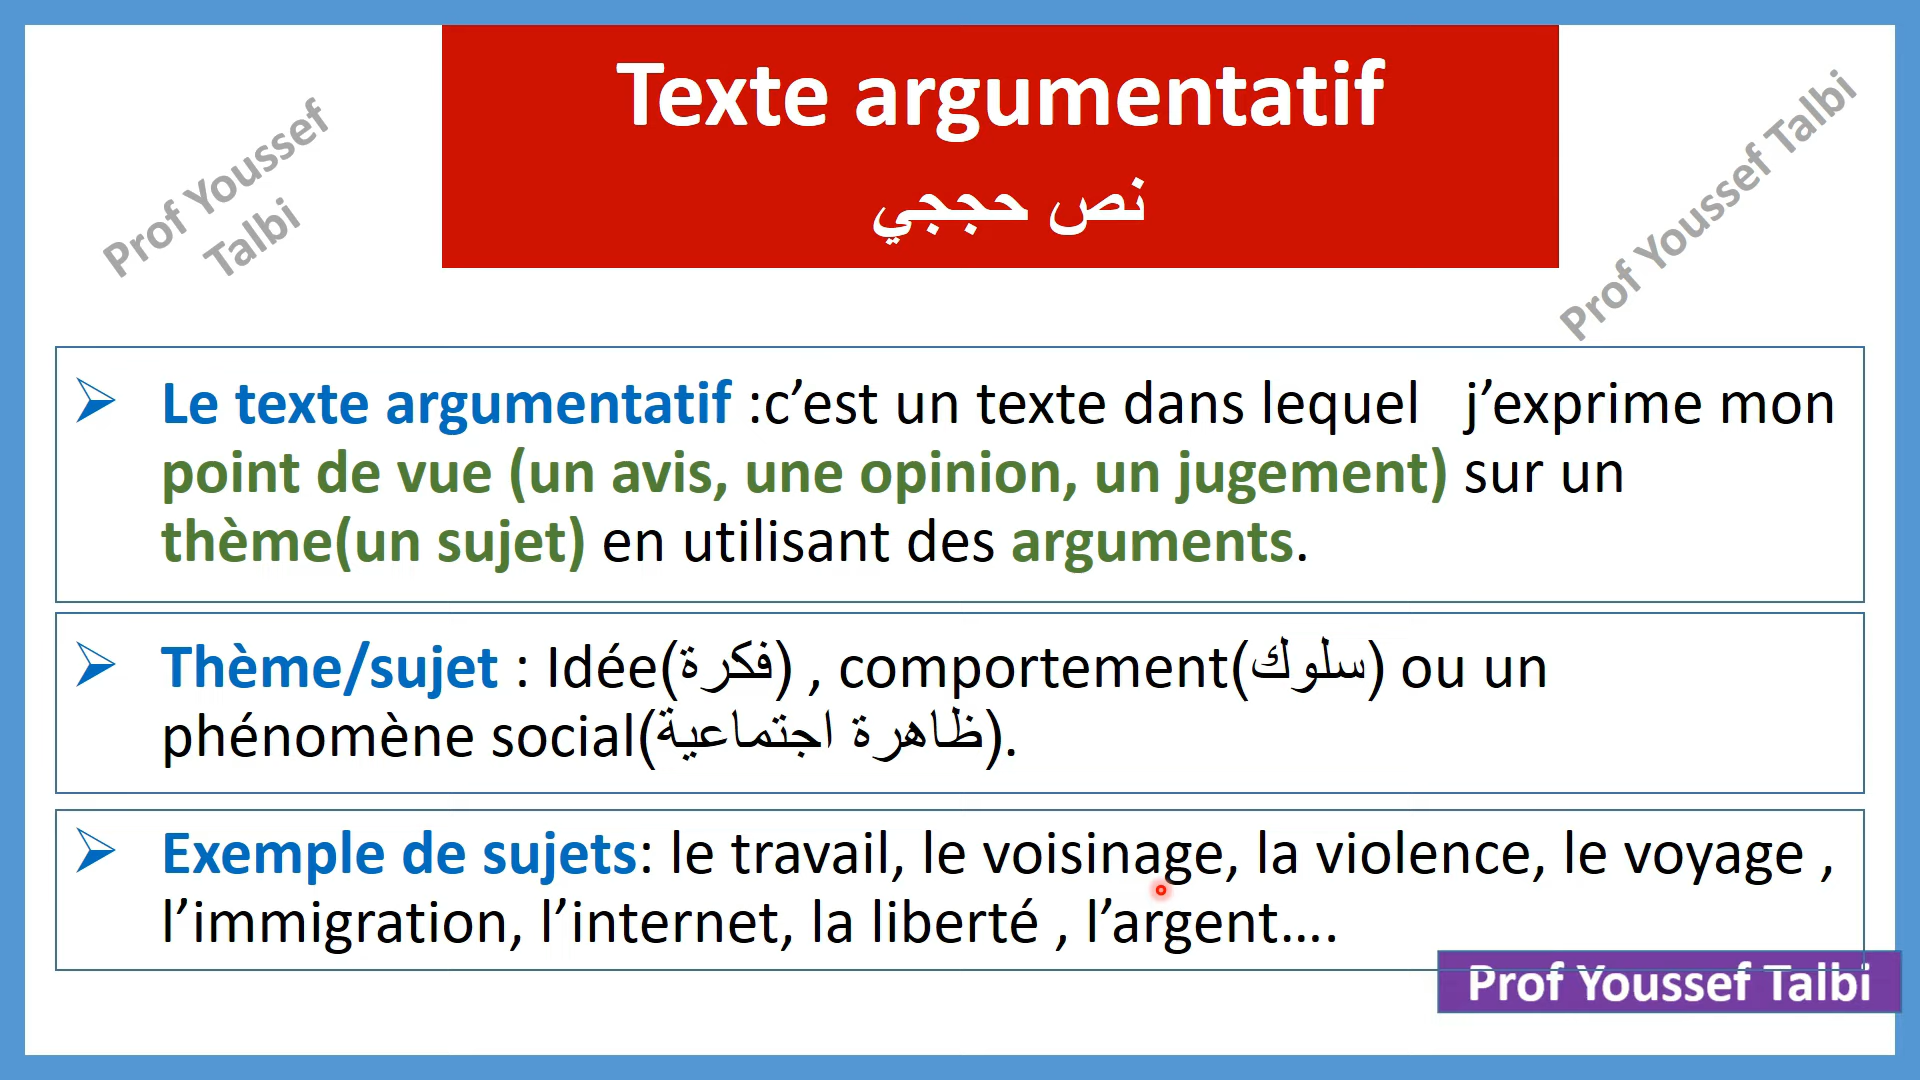 Texte argumentatif
نص حججي
Prof Youssef
Talbi
Prof Youssef Talbi
➢ Le texte argumentatif :c’est un texte dans lequel j’exprime mon
point de vue (un avis, une opinion, un jugement) sur un
thème(un sujet) en utilisant des arguments.
➢ Thème/sujet : Idée(فكرة) , comportement(سلوك) ou un
phénomène social(ظاهرة اجتماعية).
➢ Exemple de sujets: le travail, le voisinage, la violence, le voyage ,
l’immigration, l’internet, la liberté , l’argent….
Prof Youssef Talbi